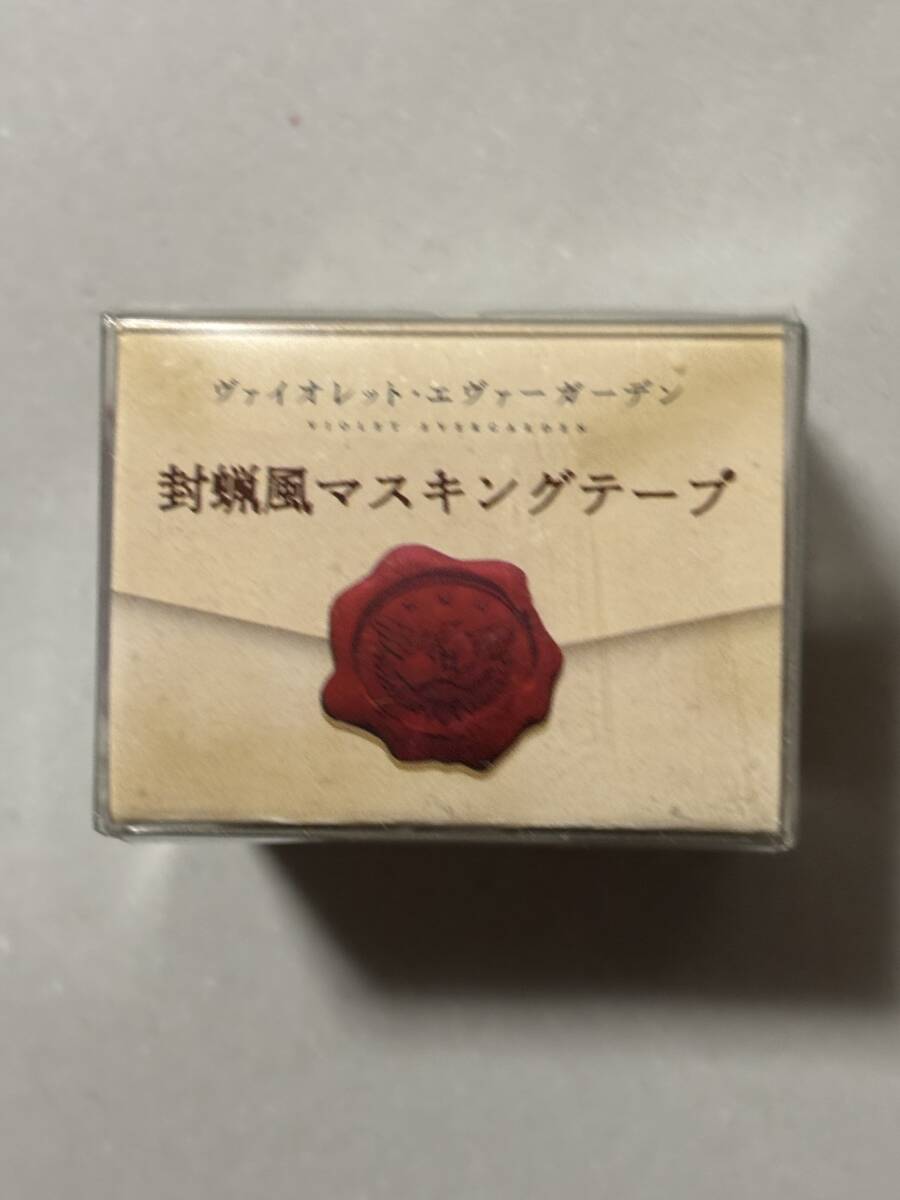 ヴァイオレット・エヴァーガーデン
VIOLET EVERGARDEN
封蝋風マスキングテープ